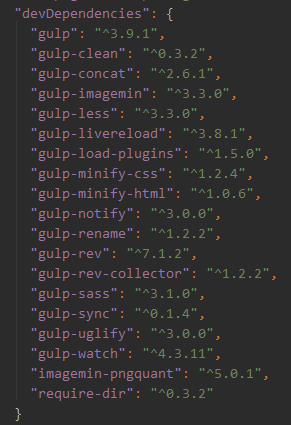 "devDependencies": {
"gulp": "^3.9.1",
"gulp-clean": "^0.3.2",
"gulp-concat": "^2.6.1",
"gulp-imagemin": "^3.3.0",
"gulp-less": "^3.3.0",
"gulp-livereload": "^3.8.1",
"gulp-load-plugins": "^1.5.0",
"gulp-minify-css": "^1.2.4",
"gulp-minify-html": "^1.0.6",
"gulp-notify": "^3.0.0",
"gulp-rename": "^1.2.2",
"gulp-rev": "^7.1.2",
"gulp-rev-collector": "^1.2.2",
"gulp-sass": "^3.1.0",
"gulp-sync": "^0.1.4",
"gulp-uglify": "^3.0.0",
"gulp-watch": "^4.3.11",
"imagemin-pngquant": "^5.0.1",
"require-dir": "^0.3.2"
}